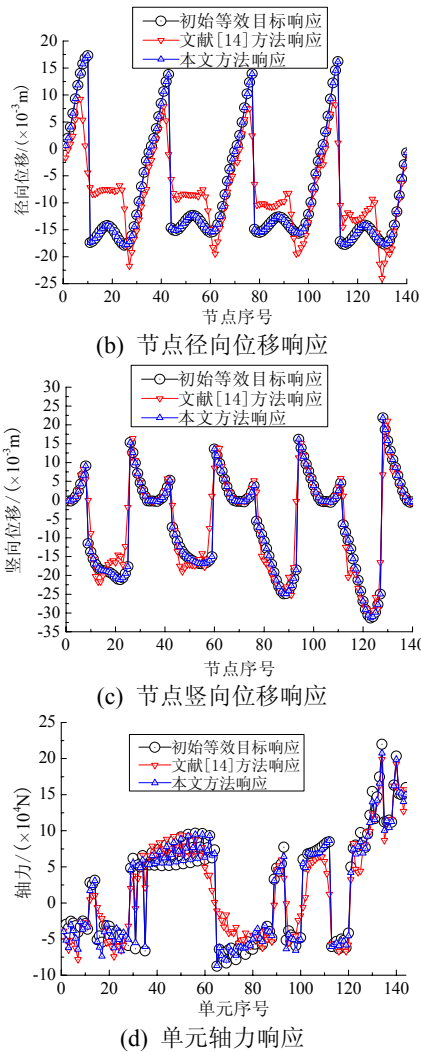 初始等效目标响应
文献[14]方法响应
本文方法响应
径向位移/(×10⁻³m)
20
15
10
5
0
-5
-10
-15
-20
-25
0 20 40 60 80 100 120 140
节点序号
(b) 节点径向位移响应
初始等效目标响应
文献[14]方法响应
本文方法响应
竖向位移/(×10⁻³m)
30
25
20
15
10
5
0
-5
-10
-15
-20
-25
-30
-35
0 20 40 60 80 100 120 140
节点序号
(c) 节点竖向位移响应
初始等效目标响应
文献[14]方法响应
本文方法响应
轴力/(×10⁴N)
25
20
15
10
5
0
-5
-10
0 20 40 60 80 100 120 140
单元序号
(d) 单元轴力响应